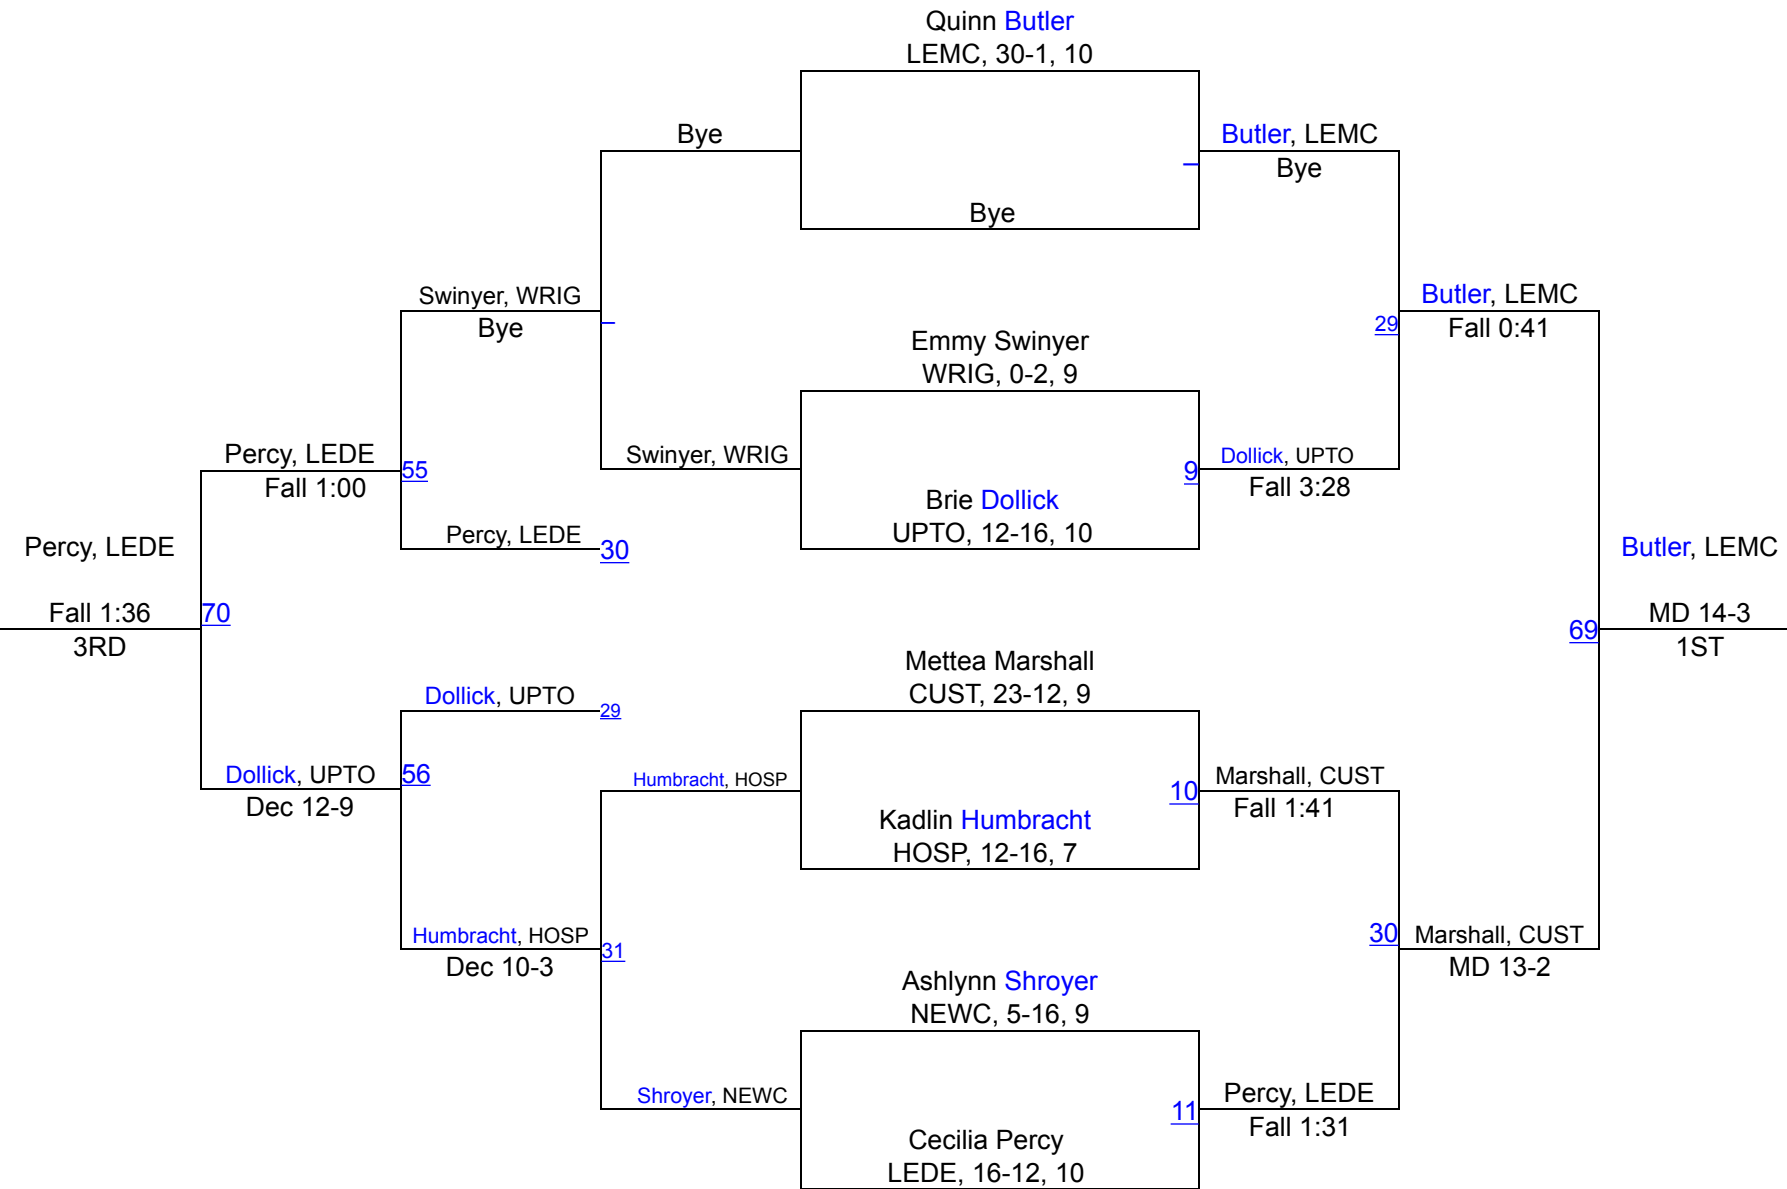 Quinn Butler
LEMC, 30-1, 10
Bye
Butler, LEMC
Bye
Bye
Swinyer, WRIG
Bye
Butler, LEMC
29
Fall 0:41
Emmy Swinyer
WRIG, 0-2, 9
Percy, LEDE
55
Fall 1:00
Swinyer, WRIG
9
Dollick, UPTO
Fall 3:28
Brie Dollick
UPTO, 12-16, 10
Percy, LEDE
Percy, LEDE
30
Butler, LEMC
Fall 1:36
70
3RD
69
MD 14-3
1ST
Mettea Marshall
CUST, 23-12, 9
Dollick, UPTO
29
Dollick, UPTO
56
Dec 12-9
Humbracht, HOSP
10
Marshall, CUST
Fall 1:41
Kadlin Humbracht
HOSP, 12-16, 7
Humbracht, HOSP
31
Dec 10-3
30
Marshall, CUST
MD 13-2
Ashlynn Shroyer
NEWC, 5-16, 9
Shroyer, NEWC
11
Percy, LEDE
Fall 1:31
Cecilia Percy
LEDE, 16-12, 10